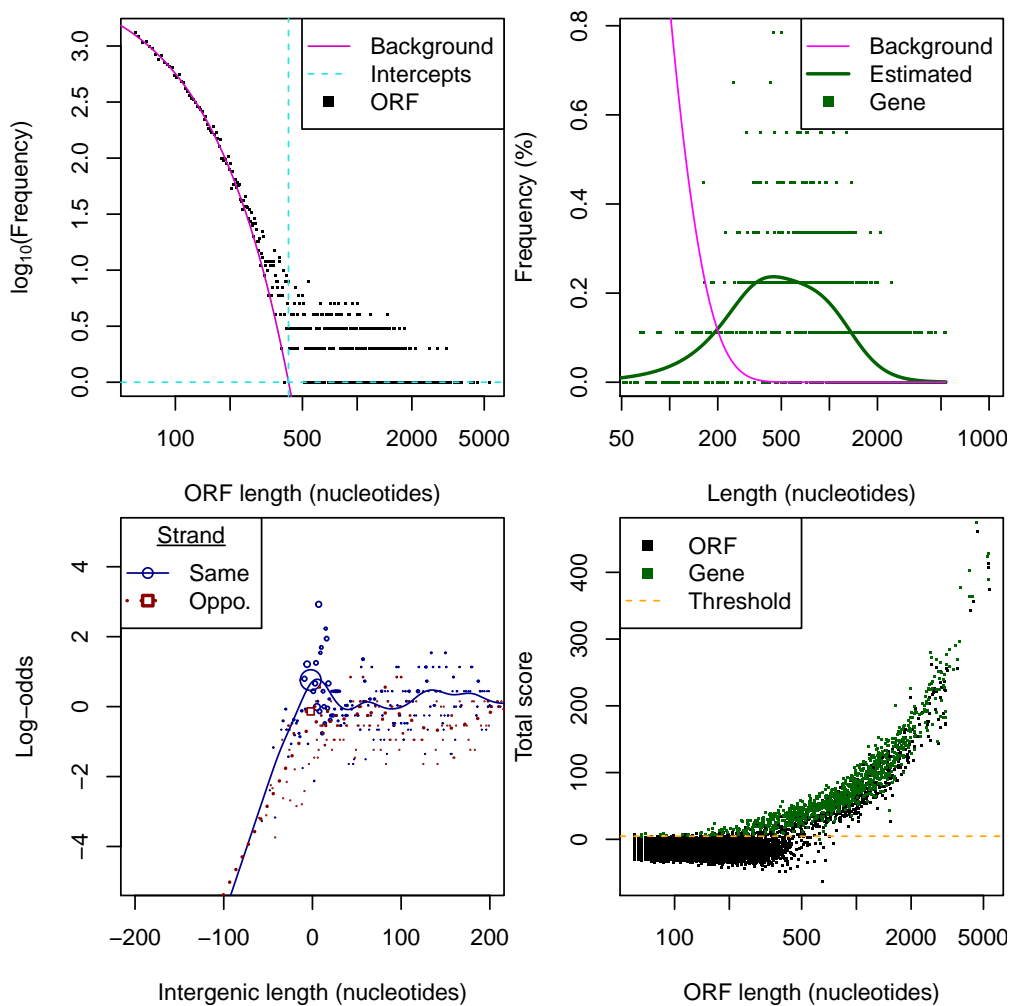 Background
Intercepts
ORF
log10(Frequency)
0.0 0.5 1.0 1.5 2.0 2.5 3.0
100 500 2000 5000
ORF length (nucleotides)
Background
Estimated
Gene
Frequency (%)
0.0 0.2 0.4 0.6 0.8
50 200 500 2000 1000
Length (nucleotides)
Strand
Same
Oppo.
Log−odds
−4 −2 0 2 4
−200 −100 0 100 200
Intergenic length (nucleotides)
ORF
Gene
Threshold
Total score
0 100 200 300 400
100 500 2000 5000
ORF length (nucleotides)